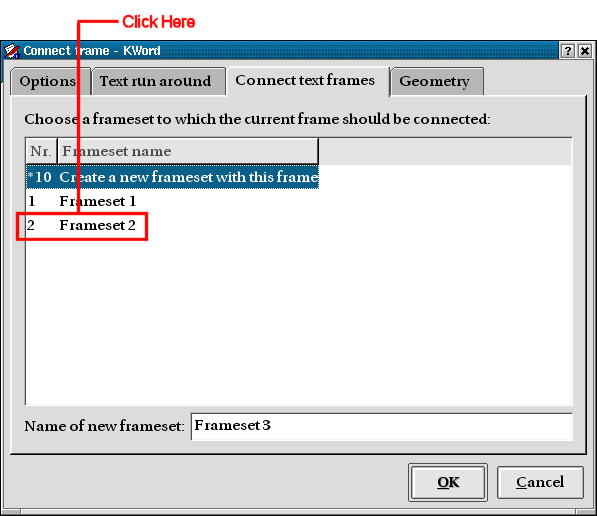 Click Here
Connect frame - KWord
Options Text run around Connect text frames Geometry
Choose a frameset to which the current frame should be connected:
Nr. Frameset name
*10 Create a new frameset with this frame
1 Frameset 1
2 Frameset 2
Name of new frameset: Frameset 3
OK Cancel